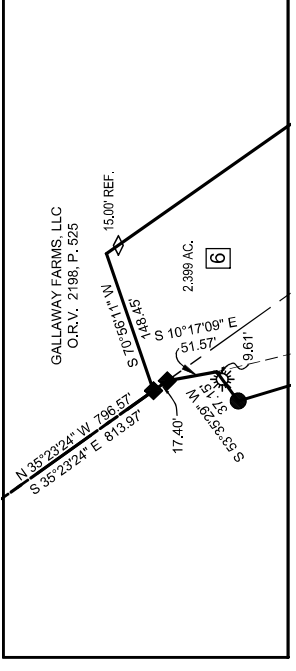 GALLAWAY FARMS, LLC
O.R.V. 2198, P. 525
15.00' REF.
S 70°56'11" W
148.45'
N 35°23'24" W 796.57'
S 35°23'24" E 813.97'
2.399 AC.
6
S 10°17'09" E
51.57'
17.40'
9.61'
S 53°35'29" W
37.15'